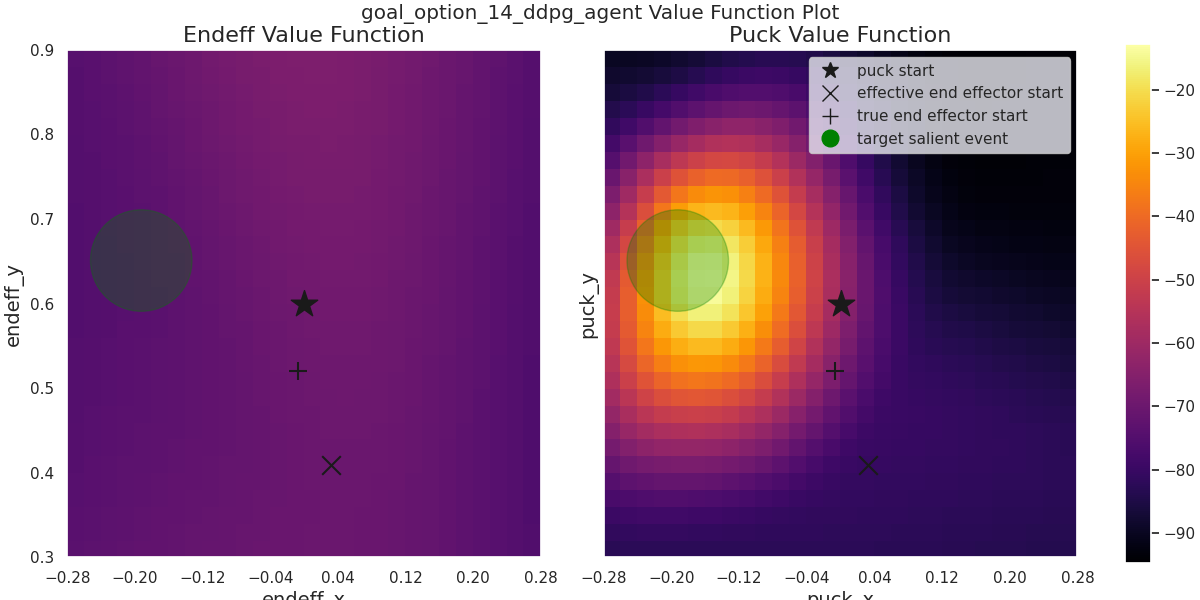 goal_option_14_ddpg_agent Value Function Plot
Endeff Value Function
Puck Value Function
0.9
0.8
0.7
0.6
0.5
0.4
0.3
endeff_y
−0.28 −0.20 −0.12 −0.04 0.04 0.12 0.20 0.28
endeff_x
puck_y
puck start
effective end effector start
true end effector start
target salient event
−0.28 −0.20 −0.12 −0.04 0.04 0.12 0.20 0.28
puck_x
−20
−30
−40
−50
−60
−70
−80
−90